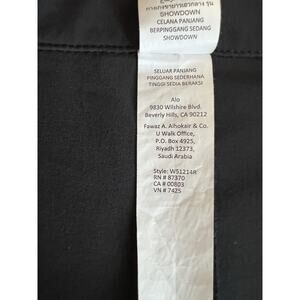 SHOWDOWN
CELANA PANJANG
BERPINGGANG SEDANG
SHOWDOWN
SELUAR PANJANG
PINGGANG SEDERHANA
TINGGI SEDIA BERAKSI
Alo
9830 Wilshire Blvd.
Beverly Hills, CA 90212
Fawaz A. Alhokair & Co.
U Walk Office,
P.O. Box 4925,
Riyadh 12373,
Saudi Arabia
Style: W51214R
RN # 87370
CA # 00803
VN # 7425